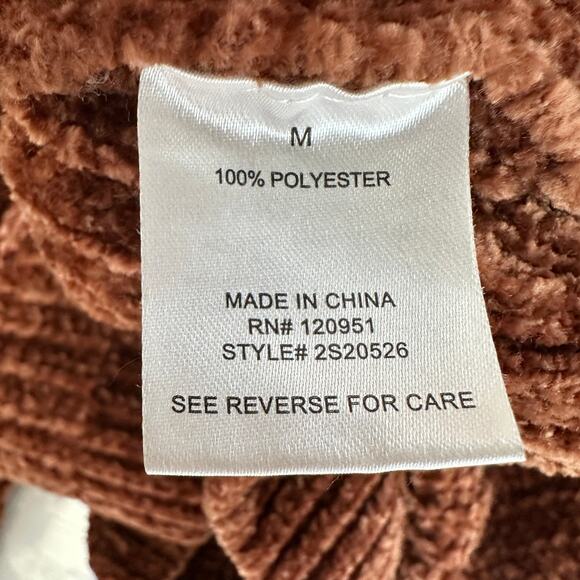 M
100% POLYESTER
MADE IN CHINA
RN# 120951
STYLE# 2S20526
SEE REVERSE FOR CARE